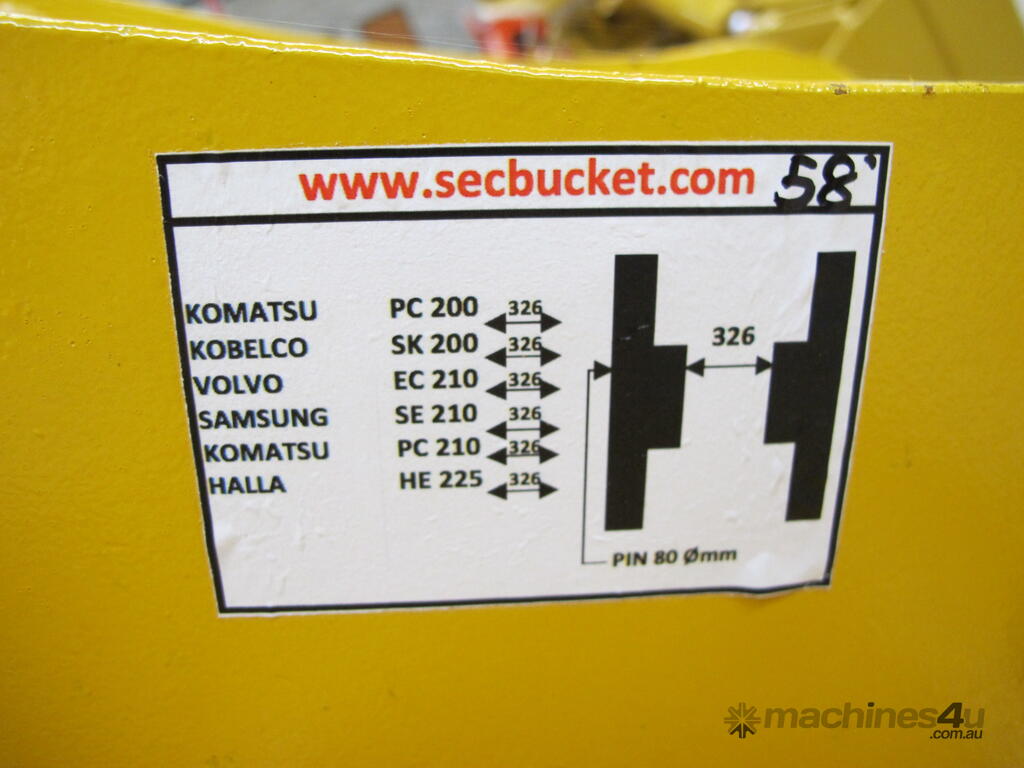 www.secbucket.com 58'
KOMATSU PC 200 326
KOBELCO SK 200 326
VOLVO EC 210 326
SAMSUNG SE 210 326
KOMATSU PC 210 326
HALLA HE 225 326
326
PIN 80 Ømm
machines4u
.com.au